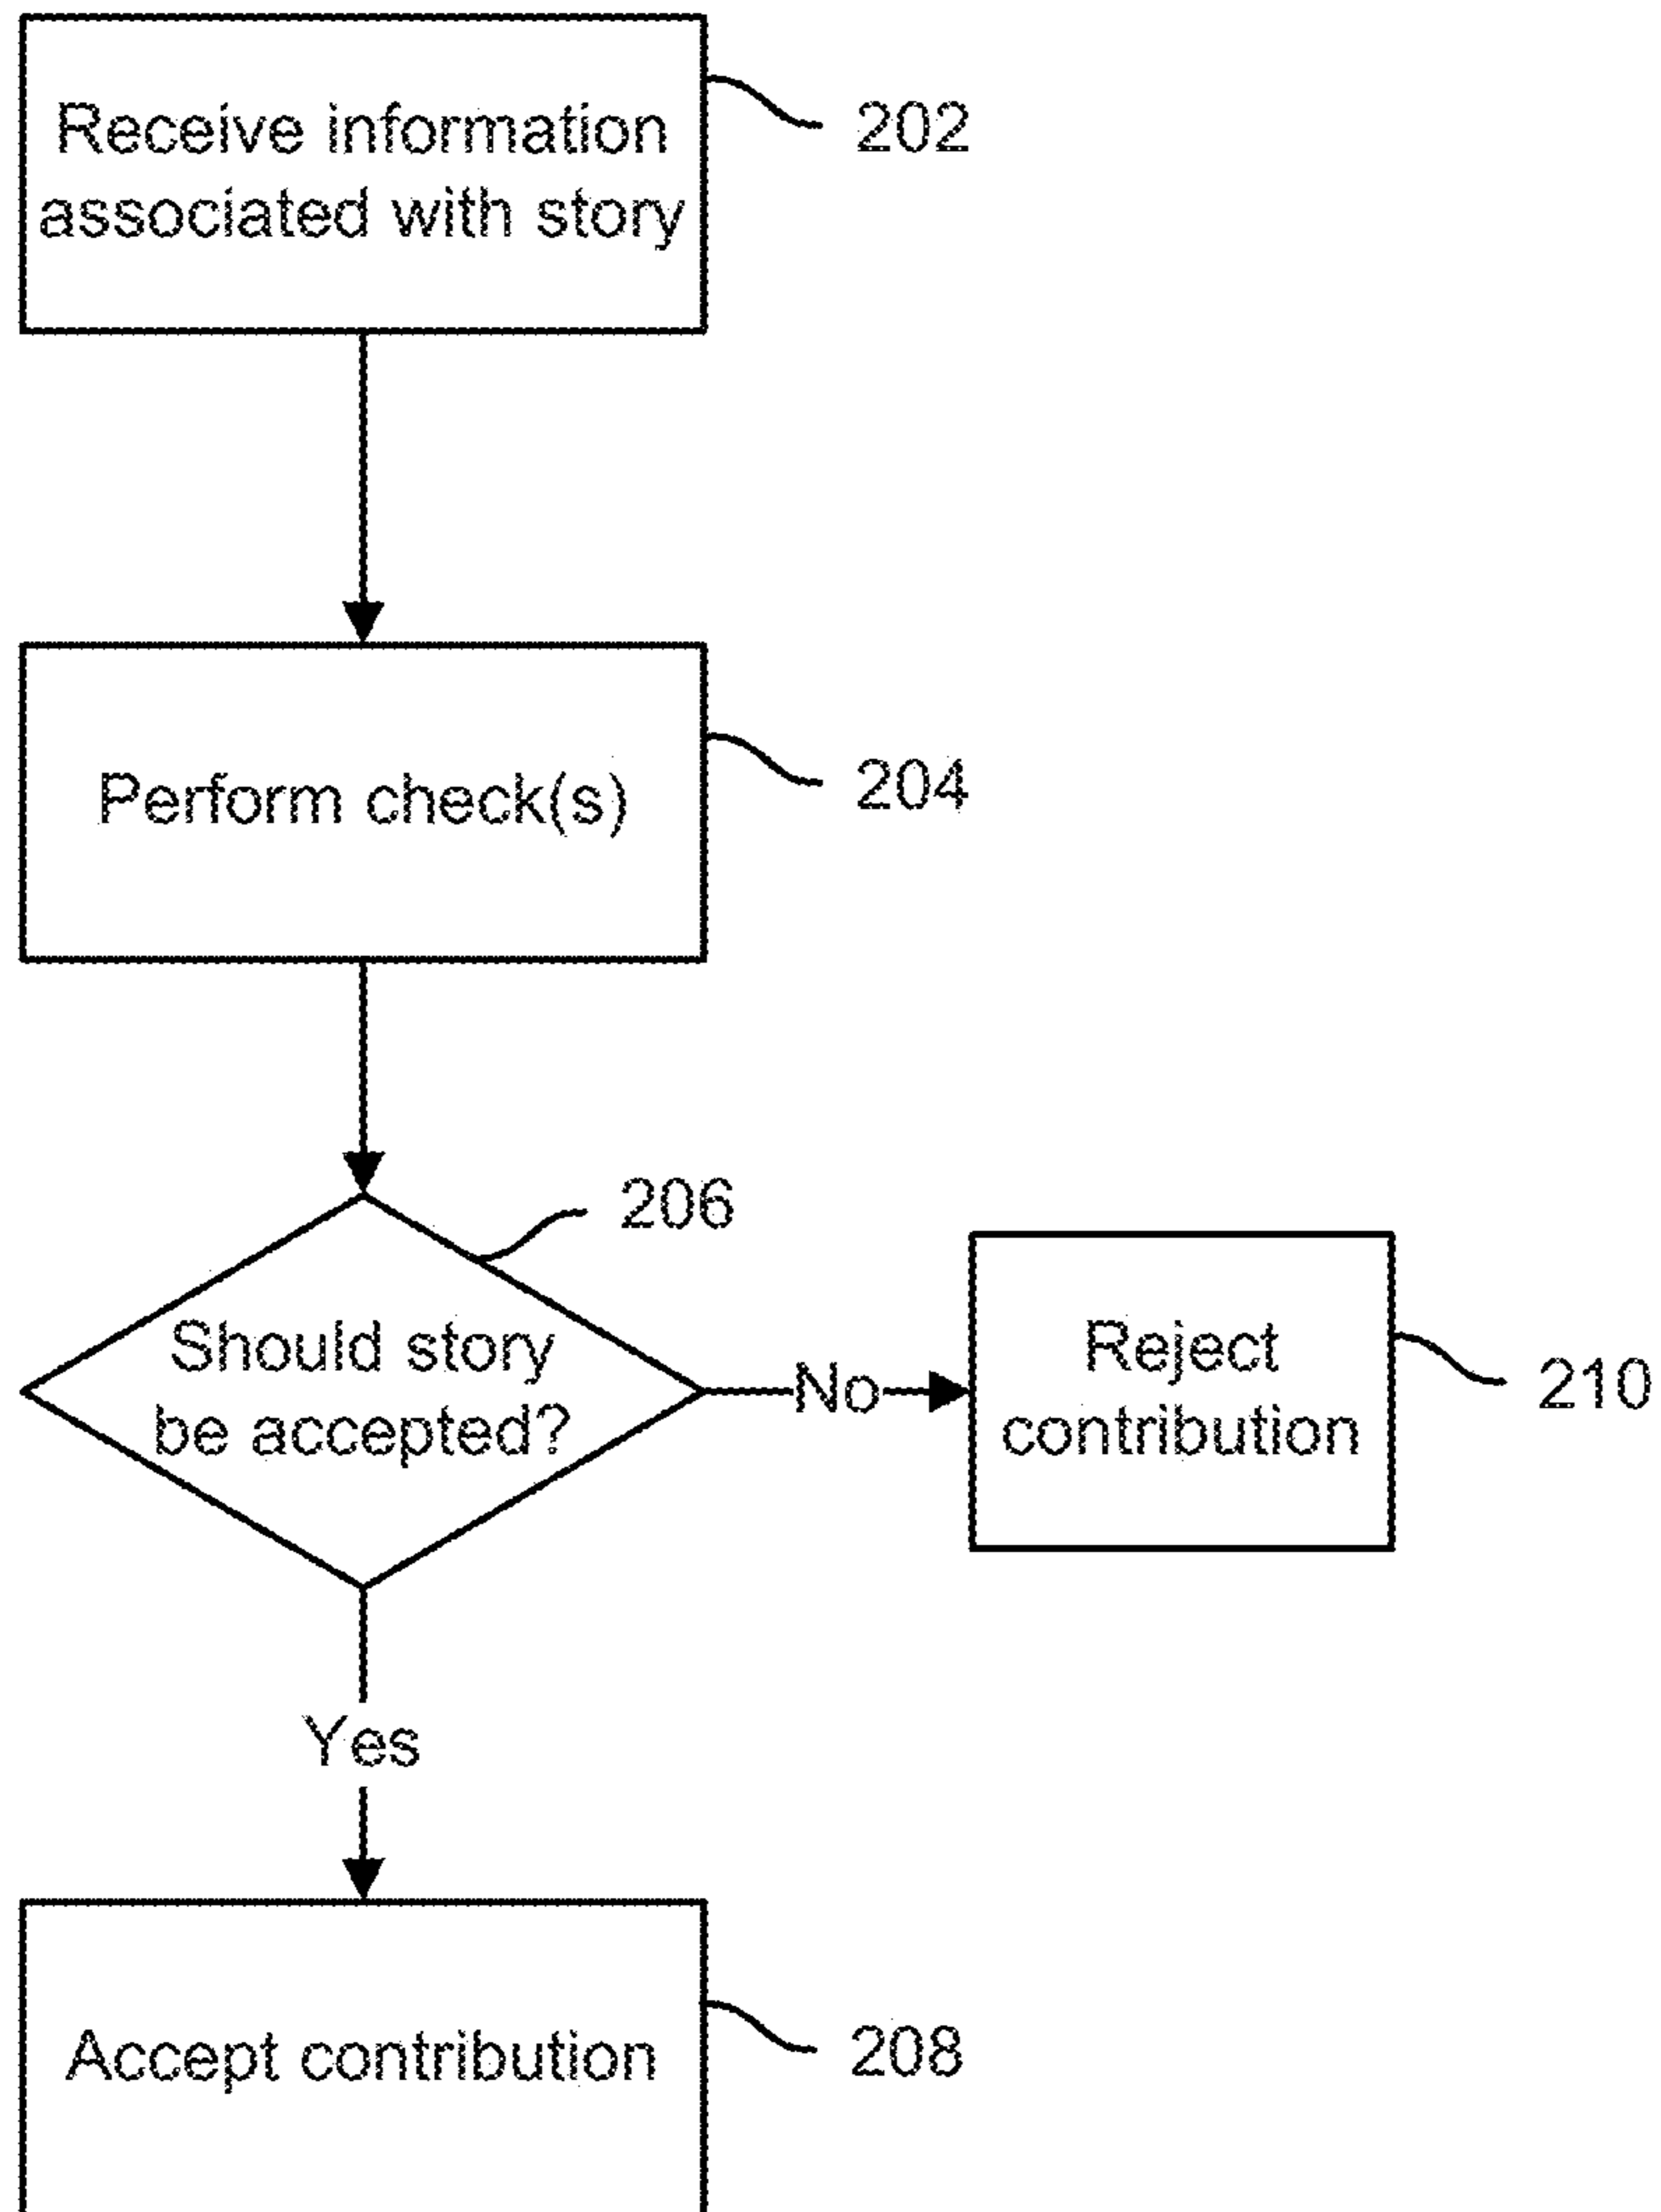 Receive information
associated with story
202
Perform check(s)
204
206
Should story
be accepted?
No
Reject
contribution
210
Yes
Accept contribution
208